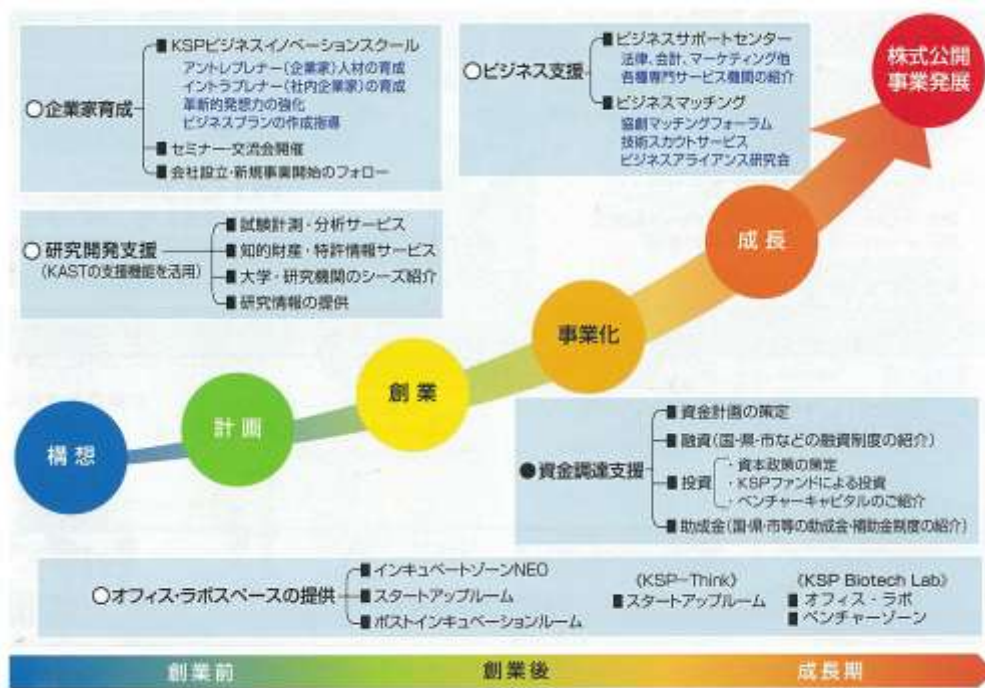 ○企業家育成
■KSPビジネスイノベーションスクール
アントレプレナー(企業家)人材の育成
イントラプレナー(社内企業家)の育成
革新的発想力の強化
ビジネスプランの作成指導
■セミナー・交流会開催
■会社設立・新規事業開始のフォロー
○ビジネス支援
■ビジネスサポートセンター
法律、会計、マーケティング他
各種専門サービス機関の紹介
■ビジネスマッチング
協創マッチングフォーラム
技術スカウトサービス
ビジネスアライアンス研究会
株式公開
事業発展
○研究開発支援
(KASTの支援機能を活用)
■試験計測・分析サービス
■知的財産・特許情報サービス
■大学・研究機関のシーズ紹介
■研究情報の提供
成長
事業化
創業
計画
構想
●資金調達支援
■資金計画の策定
■融資(国・県・市などの融資制度の紹介)
■投資
・資本政策の策定
・KSPファンドによる投資
・ベンチャーキャピタルのご紹介
■助成金(国・県・市等の助成金・補助金制度の紹介)
○オフィス・ラボスペースの提供
■インキュベートゾーンNEO
■スタートアップルーム
■ポストインキュベーションルーム
《KSP-Think》
■スタートアップルーム
《KSP Biotech Lab》
■オフィス・ラボ
■ベンチャーゾーン
創業前
創業後
成長期